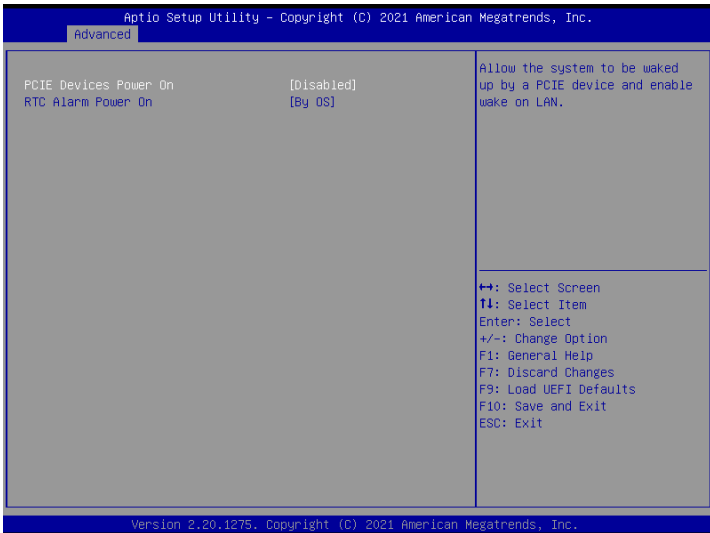 Aptio Setup Utility – Copyright (C) 2021 American Megatrends, Inc.
Advanced
PCIE Devices Power On [Disabled]
RTC Alarm Power On [By OS]
Allow the system to be waked
up by a PCIE device and enable
wake on LAN.
↔: Select Screen
↑↓: Select Item
Enter: Select
+/-: Change Option
F1: General Help
F7: Discard Changes
F9: Load UEFI Defaults
F10: Save and Exit
ESC: Exit
Version 2.20.1275. Copyright (C) 2021 American Megatrends, Inc.